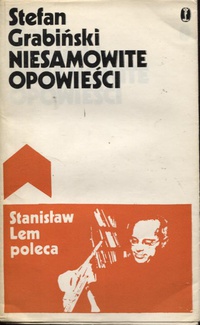 Stefan
Grabiński
NIESAMOWITE
OPOWIEŚCI
Stanisław
Lem
poleca